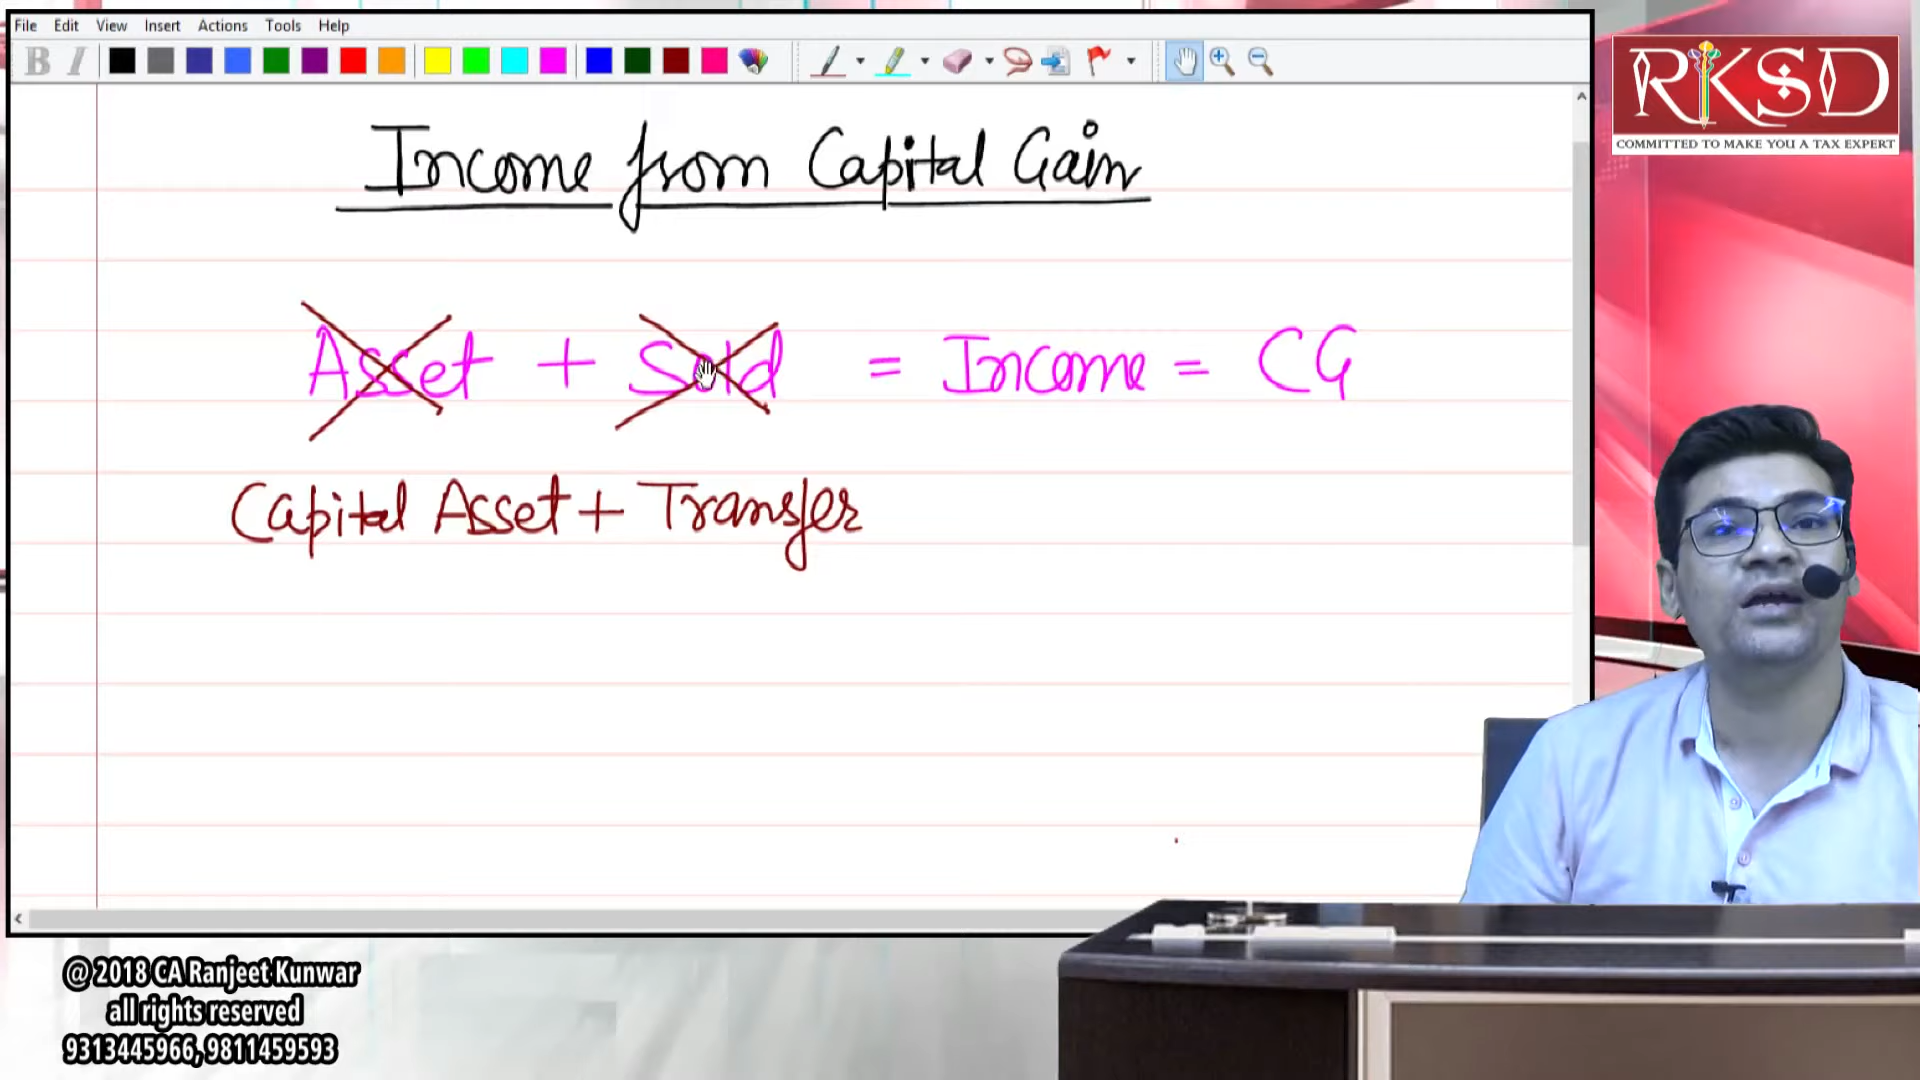 File Edit View Insert Actions Tools Help
B I
RKSD
COMMITTED TO MAKE YOU A TAX EXPERT
Income from Capital Gain
Asset + Sold = Income = CG
Capital Asset + Transfer
@ 2018 CA Ranjeet Kunwar
all rights reserved
9313445966, 9811459593